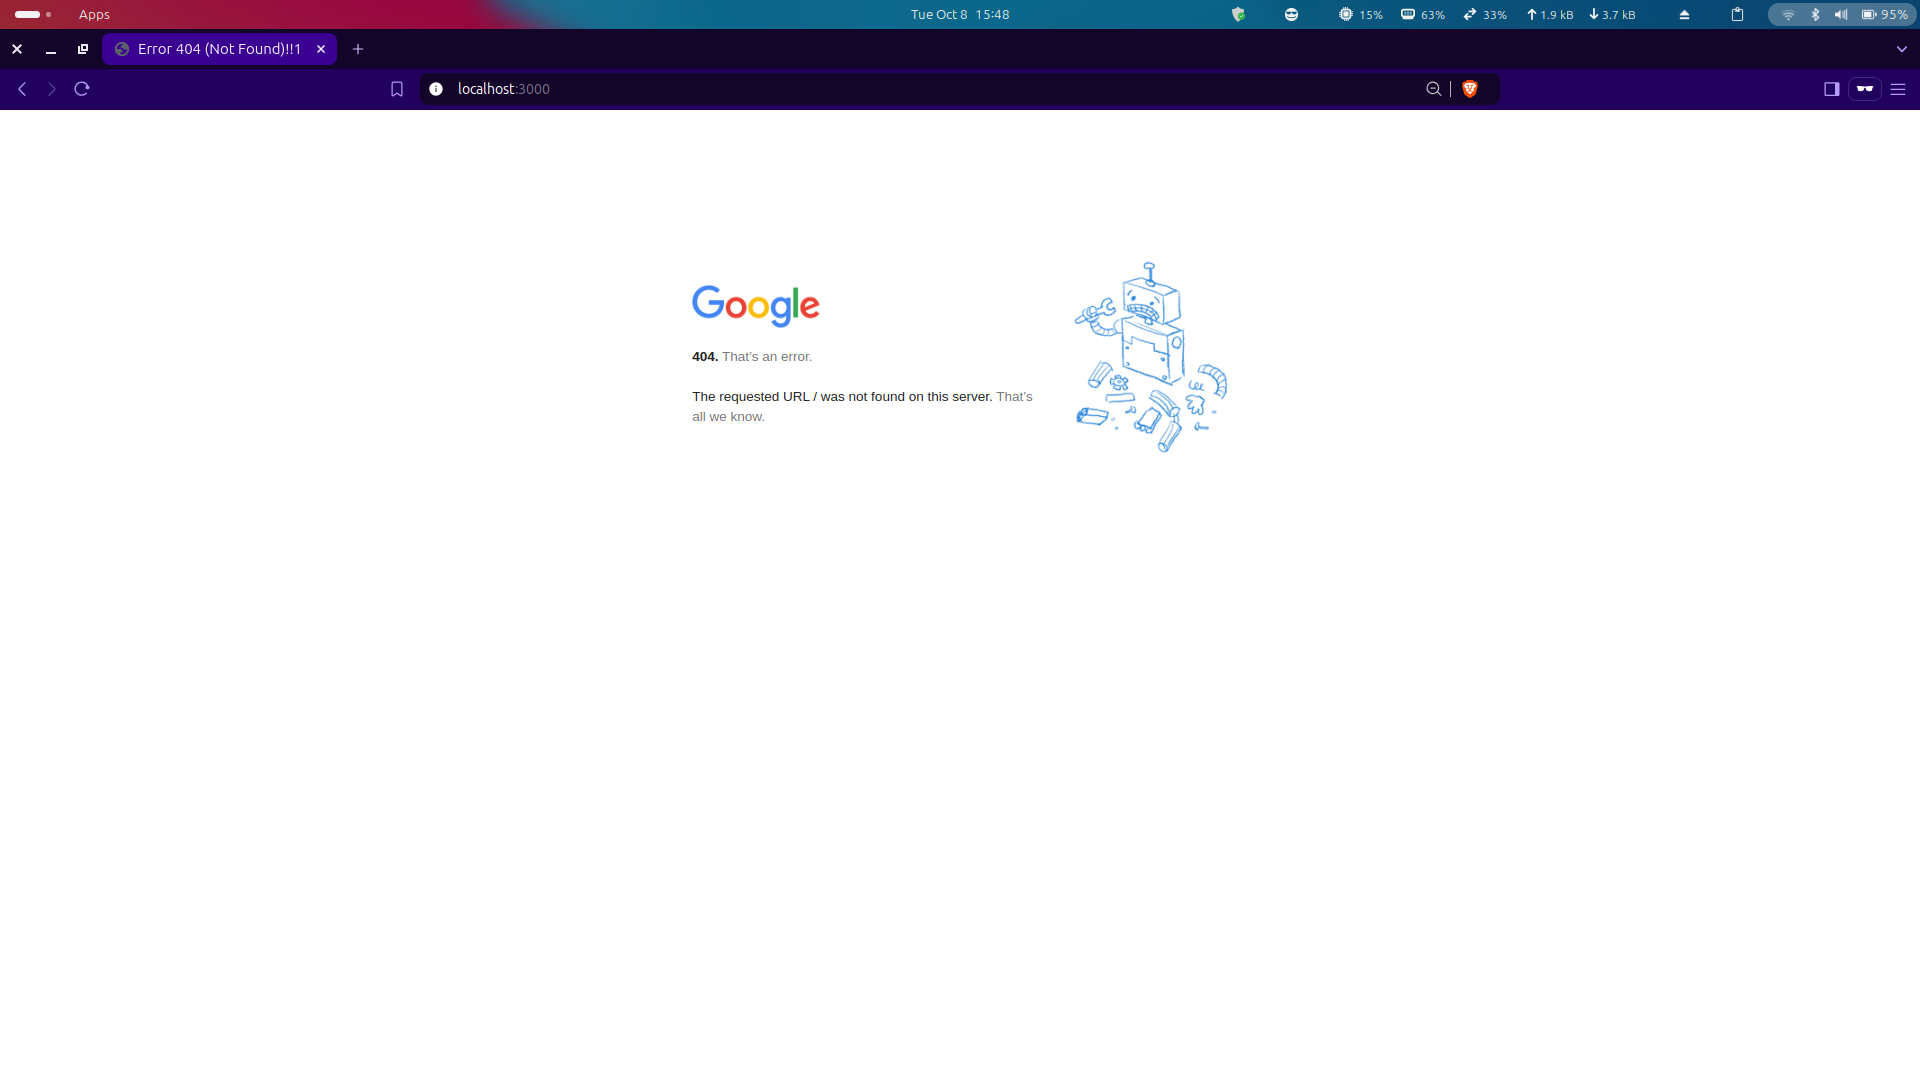 Apps
Tue Oct 8 15:48
15%
63%
33%
1.9 kB
3.7 kB
95%
Error 404 (Not Found)!!1
localhost:3000
Google
404. That’s an error.
The requested URL / was not found on this server. That’s
all we know.